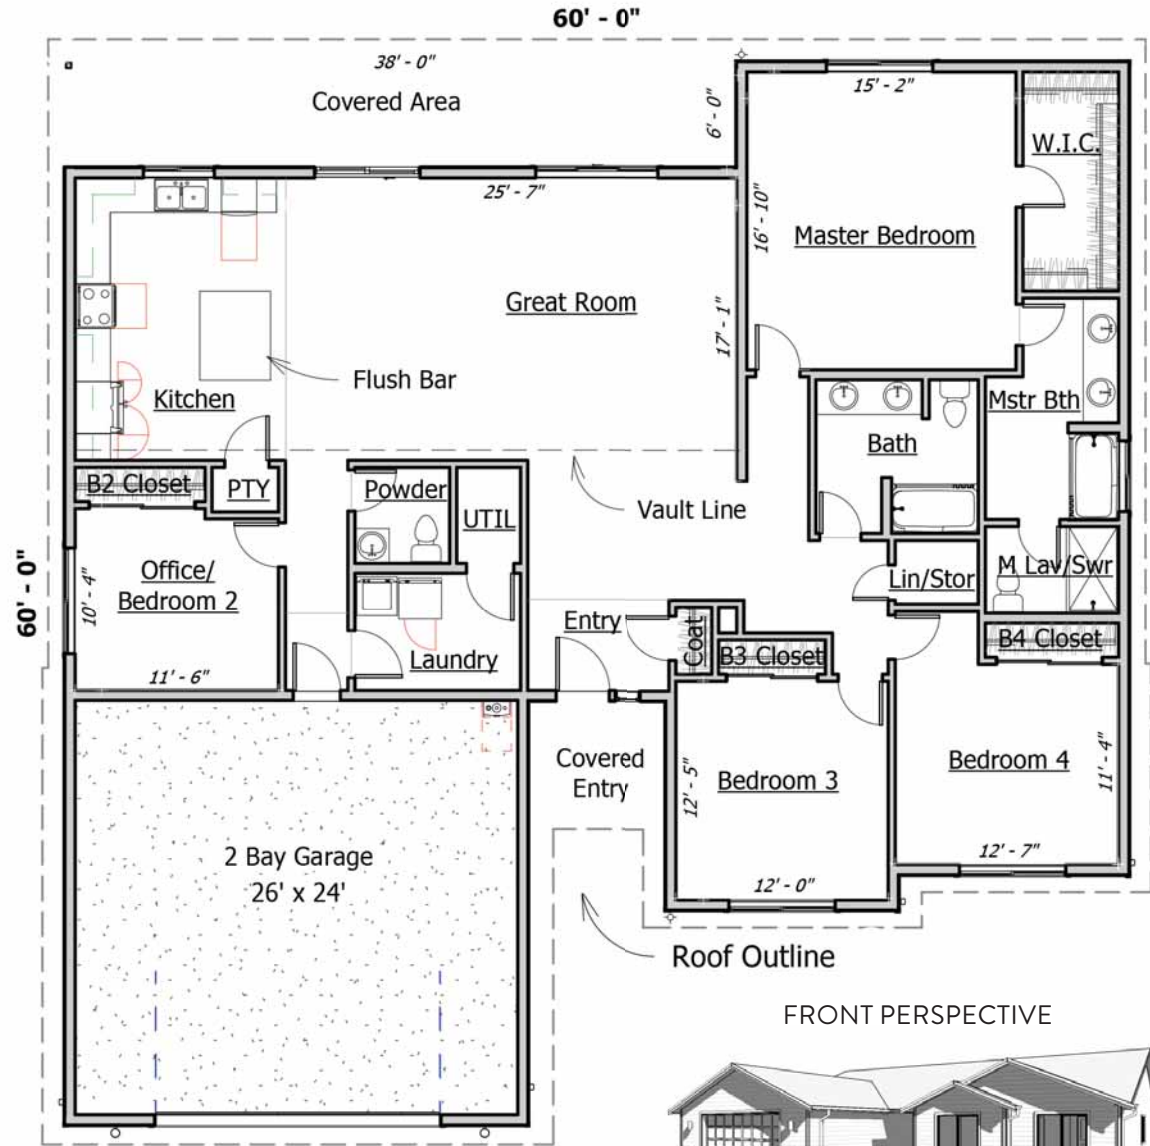 60' - 0"
38' - 0"
Covered Area
6' - 0"
15' - 2"
W.I.C.
25' - 7"
16' - 10"
Master Bedroom
Great Room
17' - 1"
Flush Bar
Kitchen
Mstr Bth
Bath
B2 Closet
PTY
Powder
UTIL
Vault Line
60' - 0"
10' - 4"
Office/
Bedroom 2
11' - 6"
Laundry
Entry
Coat
Lin/Stor
M Lav/Swr
B3 Closet
B4 Closet
Covered
Entry
12' - 5"
Bedroom 3
12' - 0"
Bedroom 4
11' - 4"
12' - 7"
2 Bay Garage
26' x 24'
Roof Outline
FRONT PERSPECTIVE